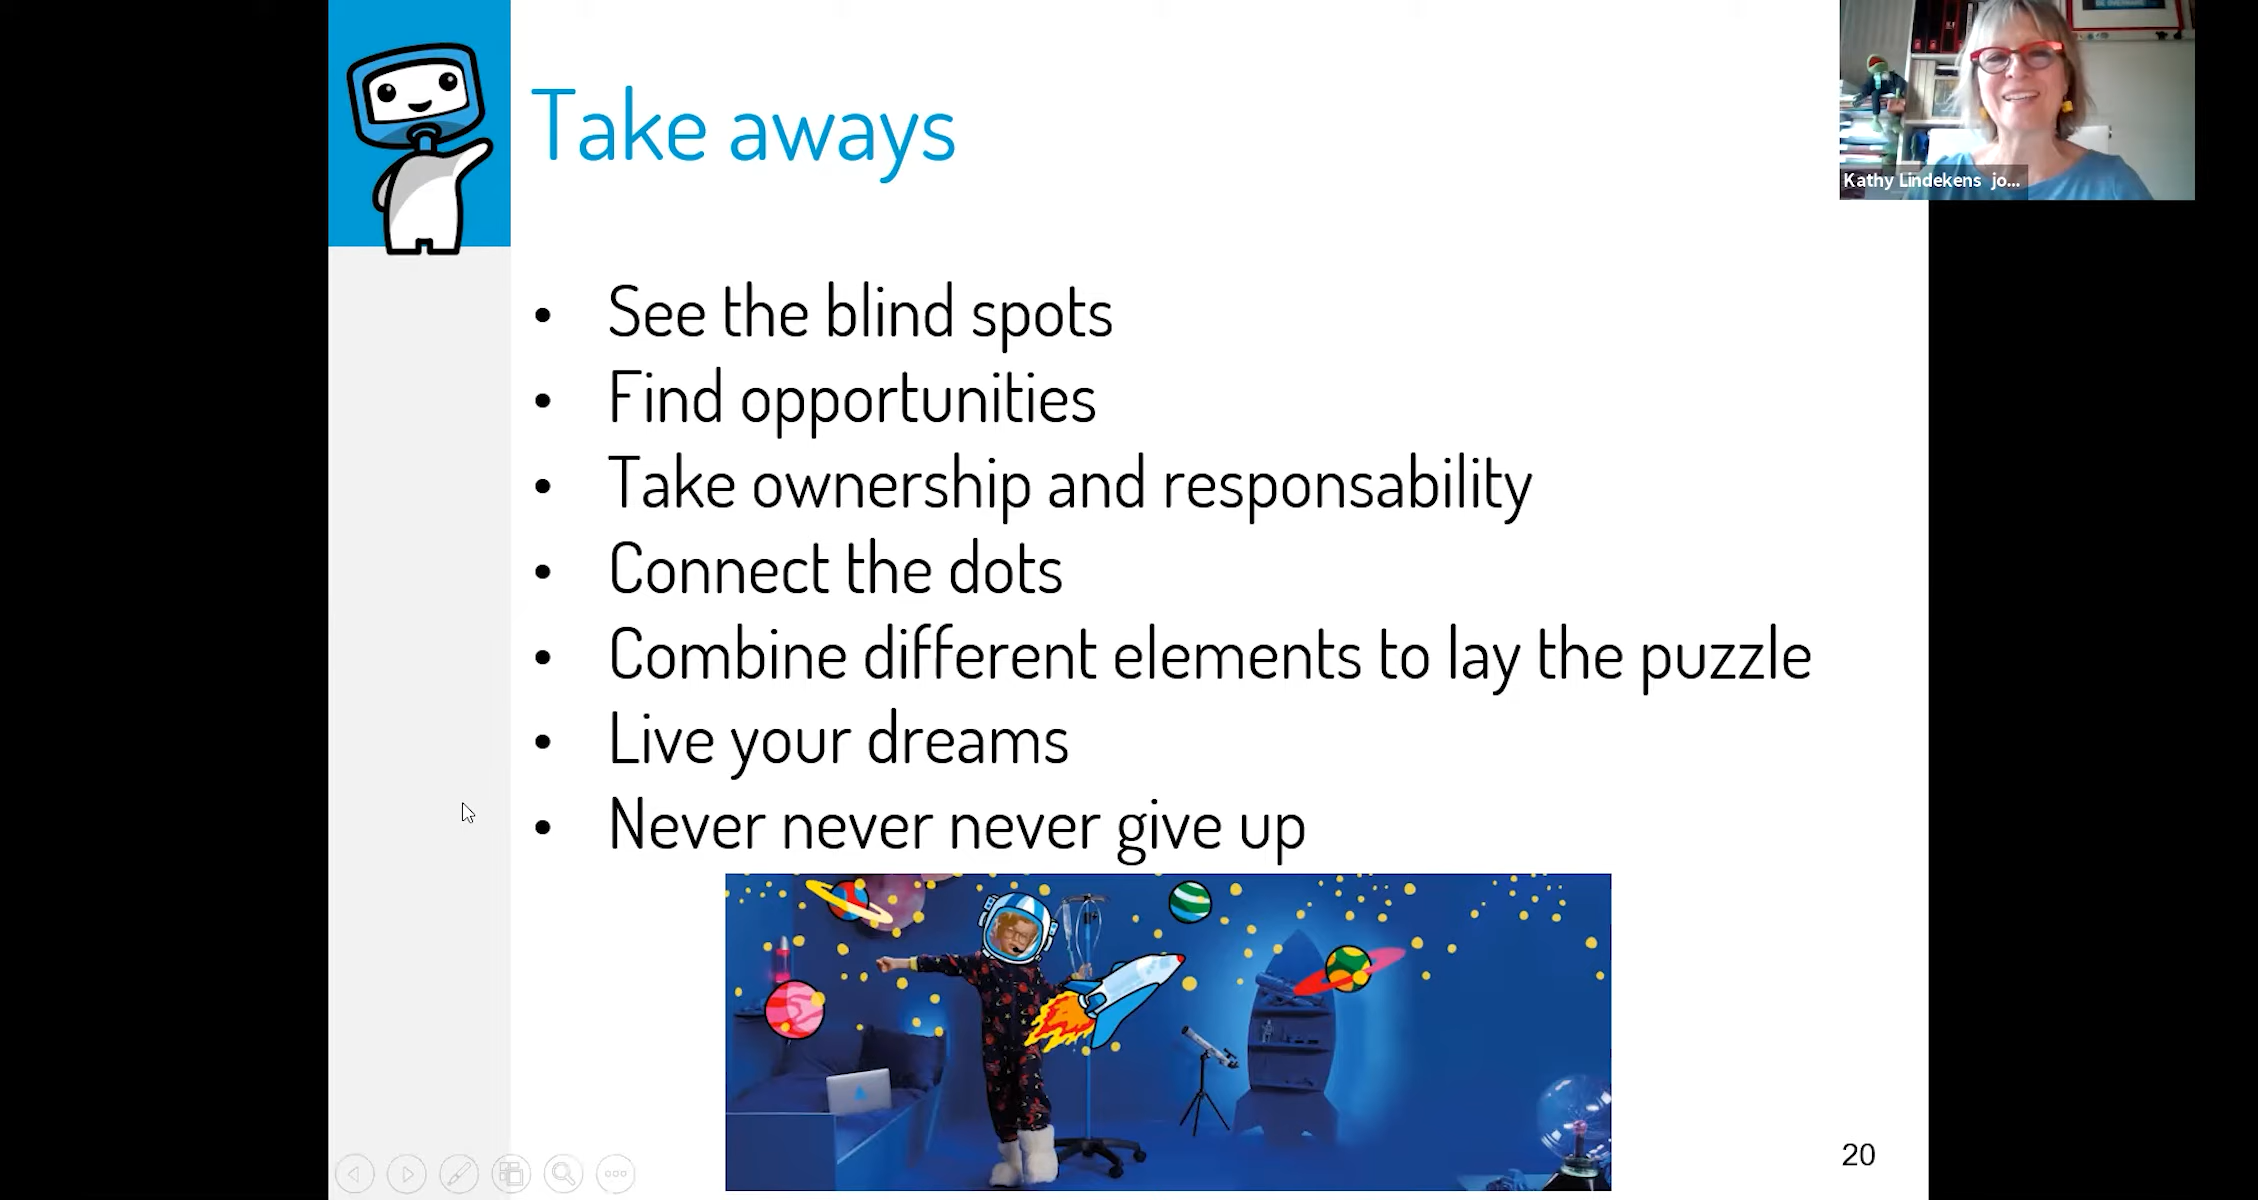 Take aways
Kathy Lindekens jo...
• See the blind spots
• Find opportunities
• Take ownership and responsability
• Connect the dots
• Combine different elements to lay the puzzle
• Live your dreams
• Never never never give up
20